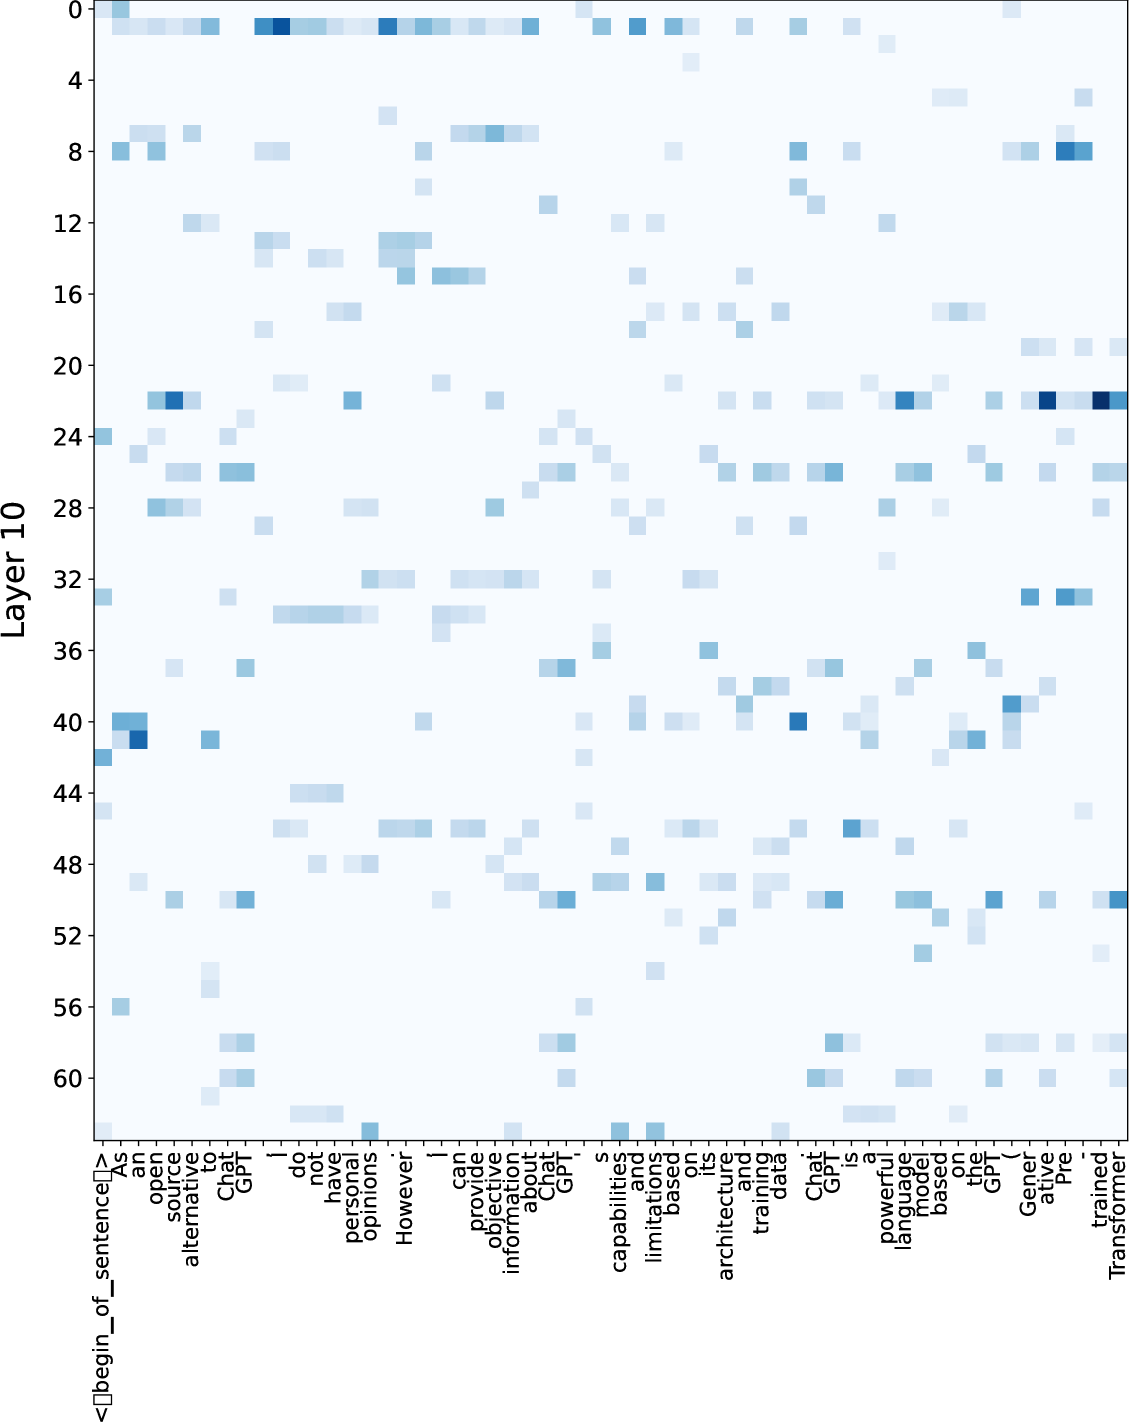 Layer 10
0
4
8
12
16
20
24
28
32
36
40
44
48
52
56
60
<□begin_of_sentence□>
As
an
open
source
alternative
to
Chat
GPT
,
I
do
not
have
personal
opinions
.
However
,
I
can
provide
objective
information
about
Chat
GPT
'
s
capabilities
and
limitations
based
on
its
architecture
and
training
data
.
Chat
GPT
is
a
powerful
language
model
based
on
the
GPT
(
Gener
ative
Pre
-
trained
Transformer